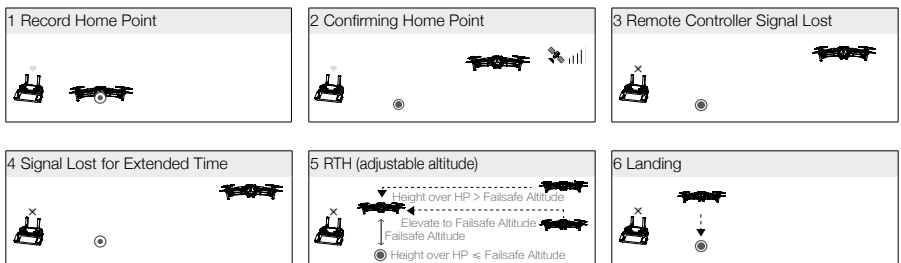 1 Record Home Point
2 Confirming Home Point
3 Remote Controller Signal Lost
4 Signal Lost for Extended Time
5 RTH (adjustable altitude)
Height over HP > Failsafe Altitude
Elevate to Failsafe Altitude
Failsafe Altitude
Height over HP ≤ Failsafe Altitude
6 Landing